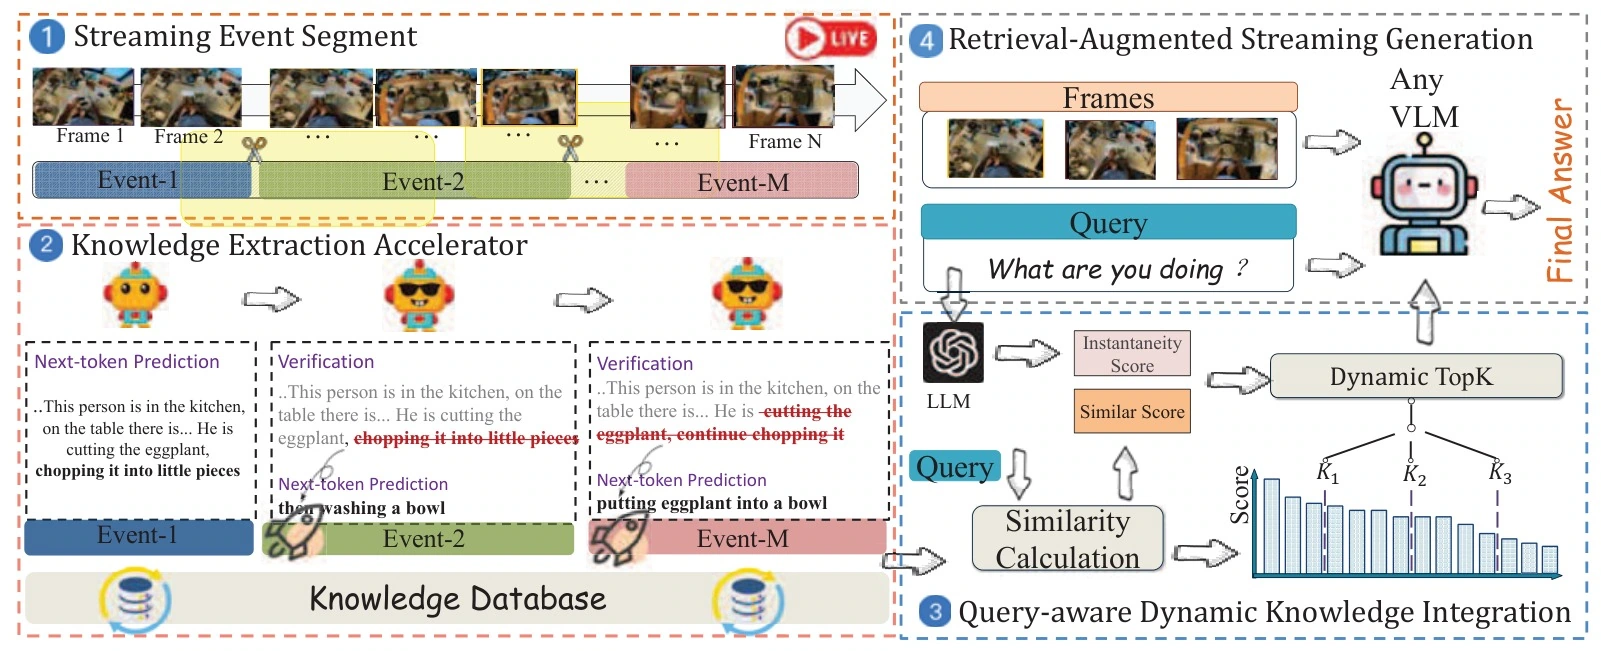 1 Streaming Event Segment
LIVE
Frame 1
Frame 2
...
...
...
...
Frame N
Event-1
Event-2
...
Event-M
2 Knowledge Extraction Accelerator
Next-token Prediction
..This person is in the kitchen,
on the table there is... He is
cutting the eggplant,
chopping it into little pieces
Event-1
Verification
..This person is in the kitchen, on the
table there is... He is cutting the
eggplant, chopping it into little pieces
Next-token Prediction
then washing a bowl
Event-2
Verification
..This person is in the kitchen, on the
table there is... He is cutting the
eggplant, continue chopping it
Next-token Prediction
putting eggplant into a bowl
Event-M
Knowledge Database
4 Retrieval-Augmented Streaming Generation
Frames
Query
What are you doing ?
Any
VLM
Final Answer
LLM
Instantaneity
Score
Similar Score
Dynamic TopK
Query
Similarity
Calculation
Score
K1
K2
K3
3 Query-aware Dynamic Knowledge Integration